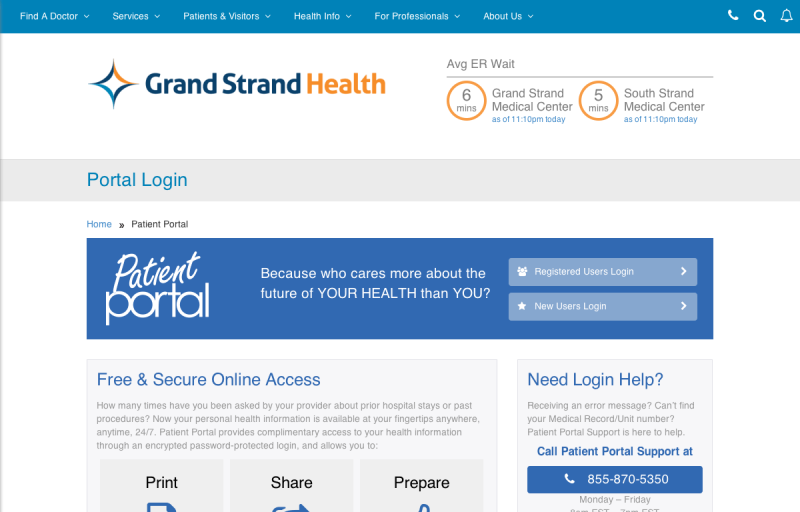 Find A Doctor
Services
Patients & Visitors
Health Info
For Professionals
About Us
Grand Strand Health
Avg ER Wait
6
mins
Grand Strand
Medical Center
as of 11:10pm today
5
mins
South Strand
Medical Center
as of 11:10pm today
Portal Login
Home » Patient Portal
Patient
portal
Because who cares more about the
future of YOUR HEALTH than YOU?
Registered Users Login
New Users Login
Free & Secure Online Access
How many times have you been asked by your provider about prior hospital stays or past
procedures? Now your personal health information is available at your fingertips anywhere,
anytime, 24/7. Patient Portal provides complimentary access to your health information
through an encrypted password-protected login, and allows you to:
Print
Share
Prepare
Need Login Help?
Receiving an error message? Can't find
your Medical Record/Unit number?
Patient Portal Support is here to help.
Call Patient Portal Support at
855-870-5350
Monday – Friday